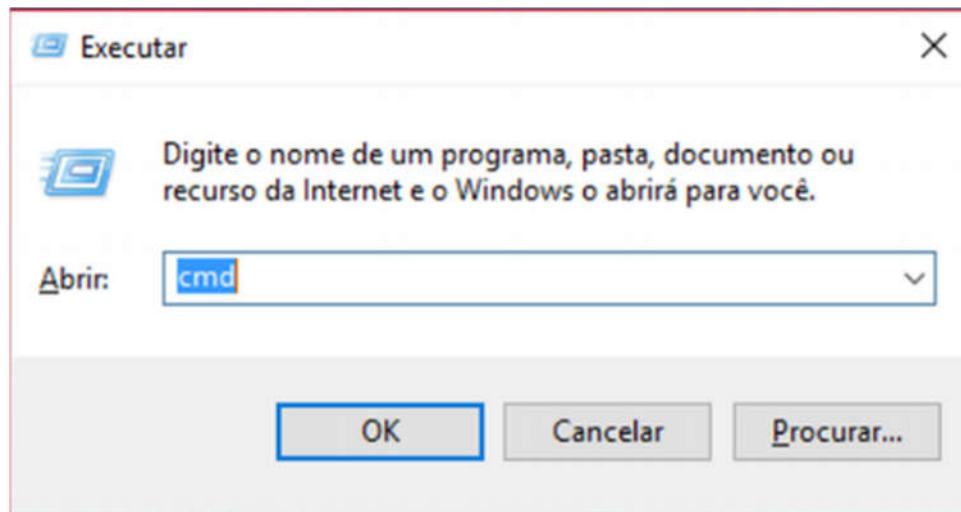 Executar
Digite o nome de um programa, pasta, documento ou
recurso da Internet e o Windows o abrirá para você.
Abrir: cmd
OK Cancelar Procurar...